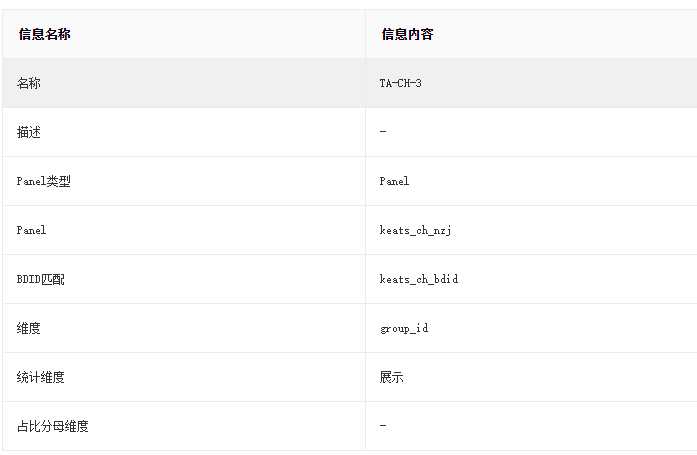 信息名称 信息内容
名称 TA-CH-3
描述 -
Panel类型 Panel
Panel keats_ch_nzj
BDID匹配 keats_ch_bdid
维度 group_id
统计维度 展示
占比分母维度 -